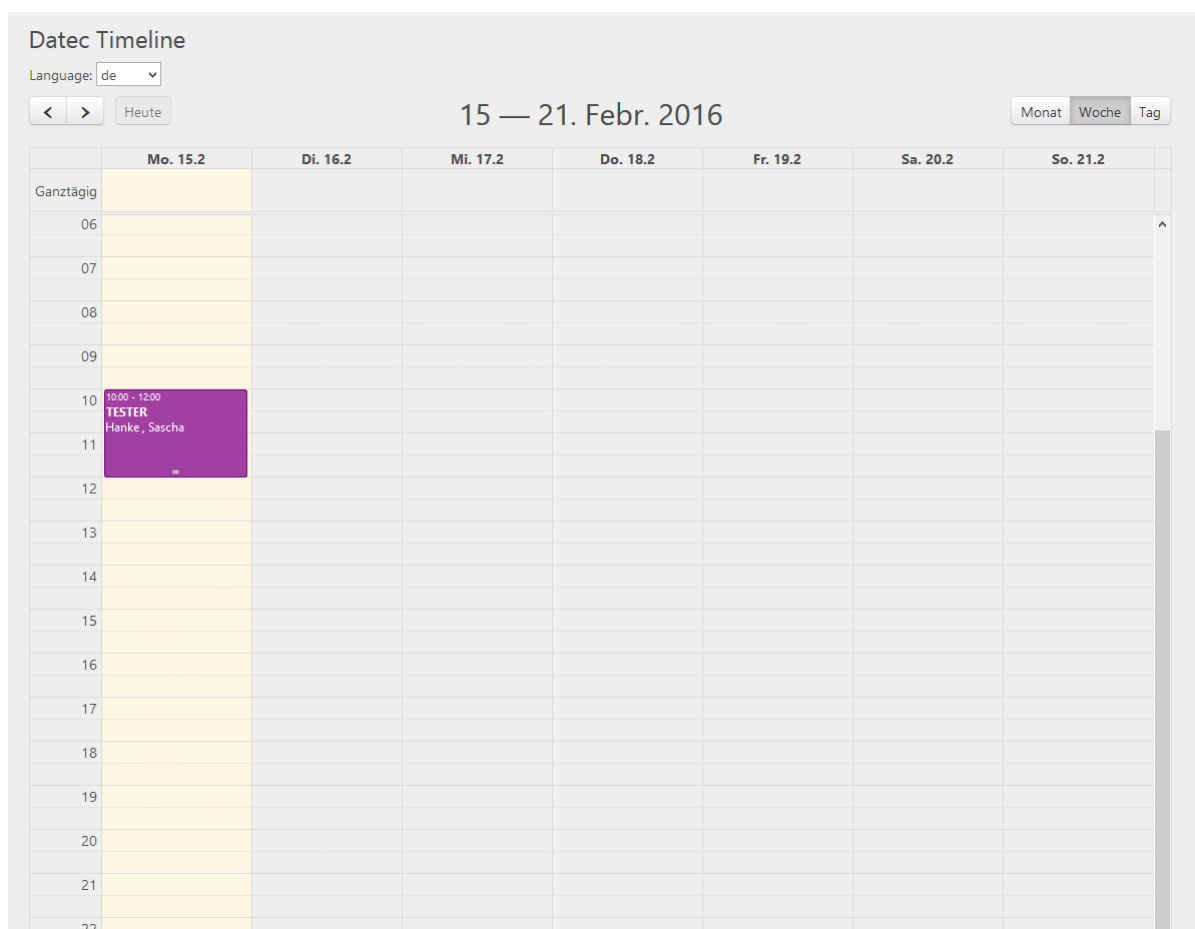 Datec Timeline
Language: de
Heute
15 — 21. Febr. 2016
Monat Woche Tag
Mo. 15.2 Di. 16.2 Mi. 17.2 Do. 18.2 Fr. 19.2 Sa. 20.2 So. 21.2
Ganztägig
06
07
08
09
10
10:00 - 12:00
TESTER
Hanke , Sascha
11
12
13
14
15
16
17
18
19
20
21
22